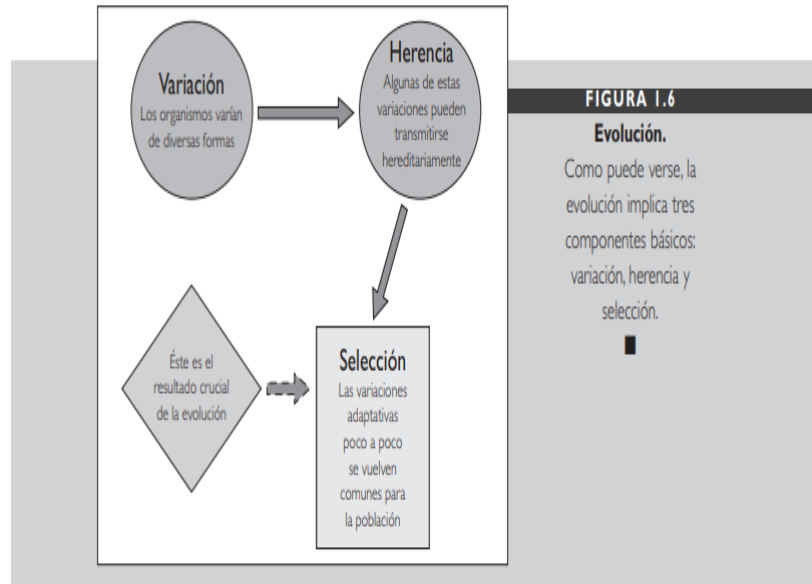 Variación
Los organismos varían
de diversas formas
Herencia
Algunas de estas
variaciones pueden
transmitirse
hereditariamente
Éste es el
resultado crucial
de la evolución
Selección
Las variaciones
adaptativas
poco a poco
se vuelven
comunes para
la población
FIGURA 1.6
Evolución.
Como puede verse, la
evolución implica tres
componentes básicos:
variación, herencia y
selección.